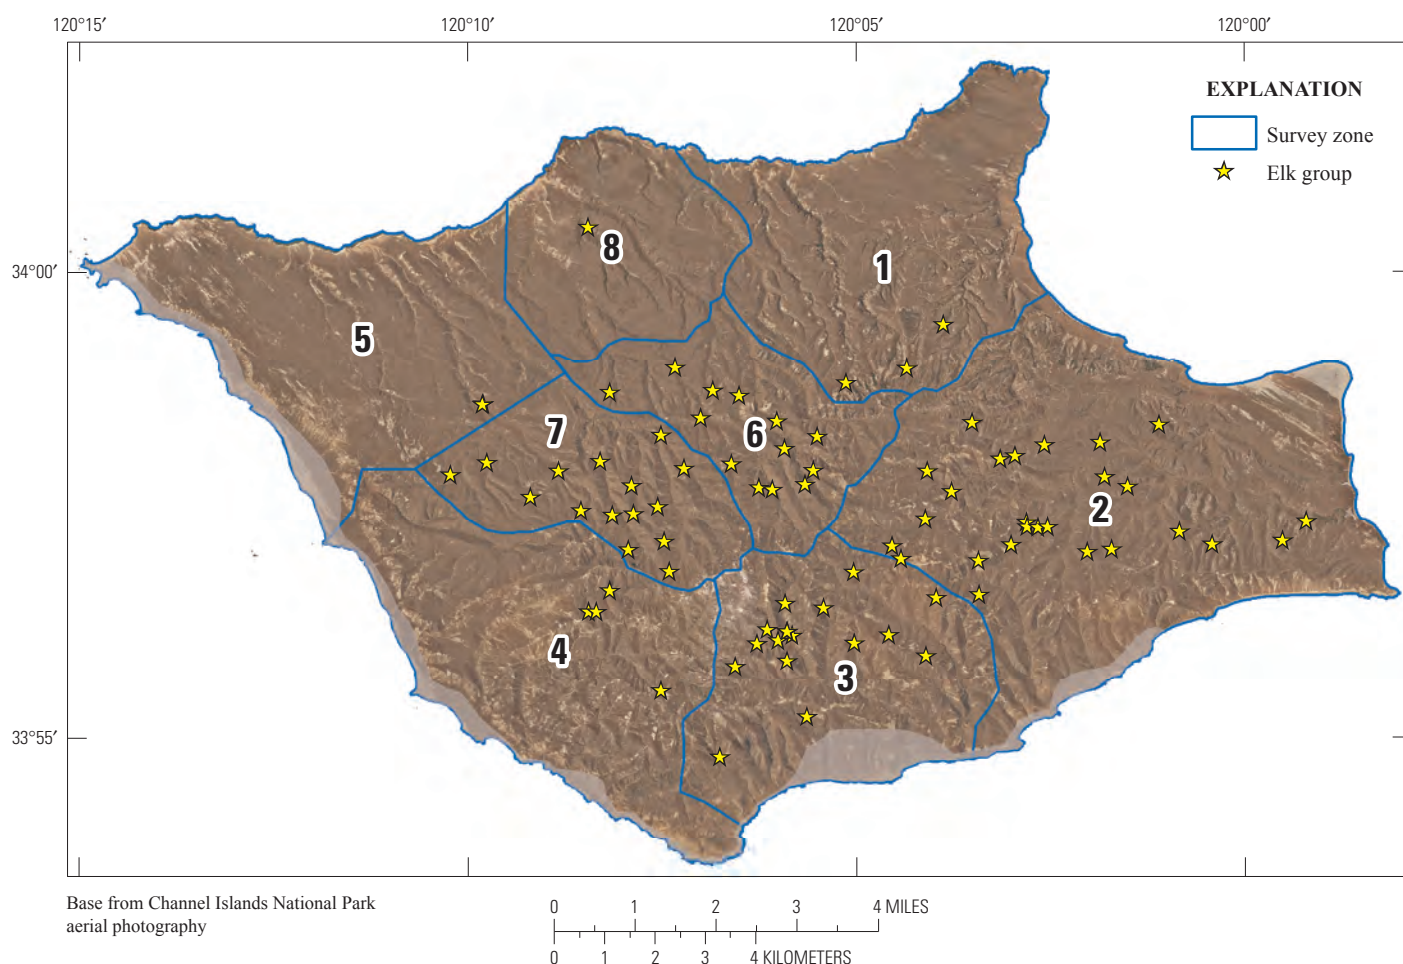 120°15′ 120°10′ 120°05′ 120°00′
EXPLANATION
Survey zone
Elk group
8
1
34°00′
5
7
6
2
4
3
33°55′
Base from Channel Islands National Park
aerial photography
0 1 2 3 4 MILES
0 1 2 3 4 KILOMETERS